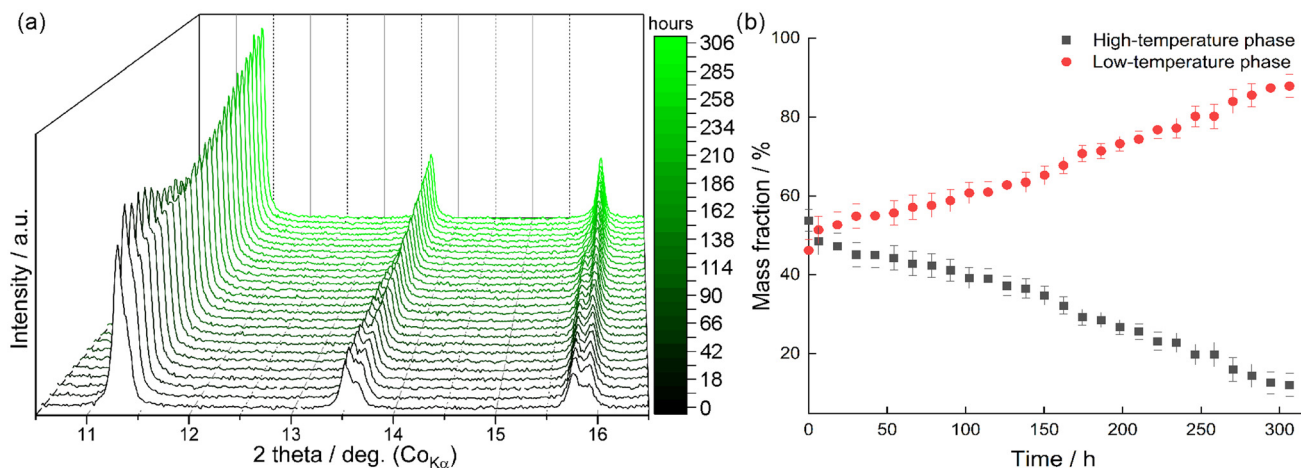 (a)
hours
306
282
258
234
210
186
162
138
114
90
66
42
18
0
Intensity / a.u.
11 12 13 14 15 16
2 theta / deg. (CoKα)
(b)
High-temperature phase
Low-temperature phase
100
80
60
40
20
Mass fraction / %
0 50 100 150 200 250 300
Time / h